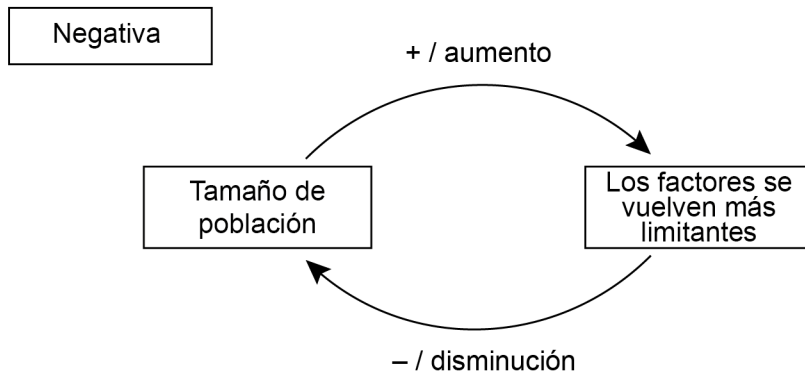 Negativa
+ / aumento
Tamaño de
población
Los factores se
vuelven más
limitantes
– / disminución